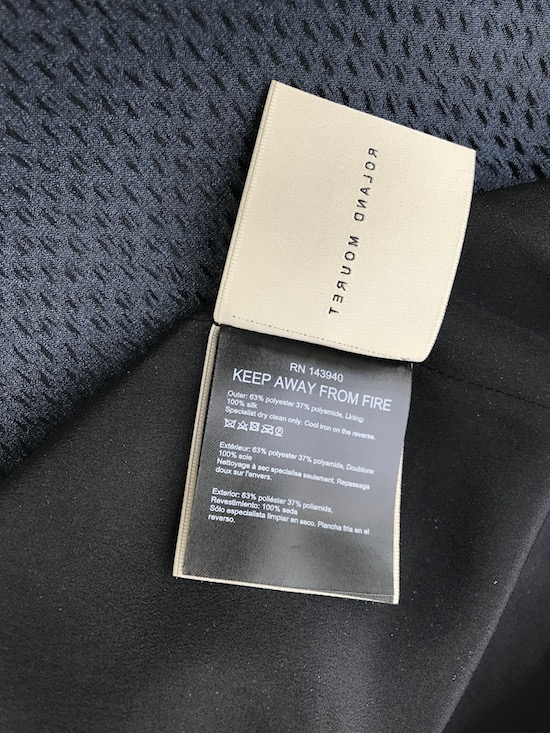 ROLAND MOURET
RN 143940
KEEP AWAY FROM FIRE
Outer: 63% polyester 37% polyamide, Lining:
100% silk
Specialist dry clean only. Cool iron on the reverse.
Extérieur: 63% polyester 37% polyamide, Doublure:
100% soie
Nettoyage à sec specialise seulement. Repassage
doux sur l'envers.
Exterior: 63% poliéster 37% poliamida,
Revestimiento: 100% seda
Sólo especialista limpiar en seco. Plancha fria en el
reverso.